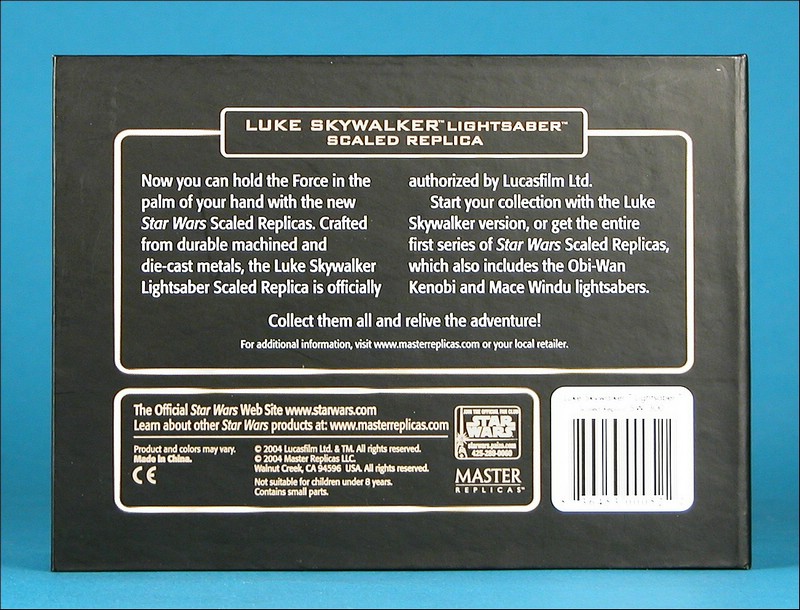 LUKE SKYWALKER™ LIGHTSABER™
SCALED REPLICA
Now you can hold the Force in the
palm of your hand with the new
Star Wars Scaled Replicas. Crafted
from durable machined and
die-cast metals, the Luke Skywalker
Lightsaber Scaled Replica is officially
authorized by Lucasfilm Ltd.
Start your collection with the Luke
Skywalker version, or get the entire
first series of Star Wars Scaled Replicas,
which also includes the Obi-Wan
Kenobi and Mace Windu lightsabers.
Collect them all and relive the adventure!
For additional information, visit www.masterreplicas.com or your local retailer.
The Official Star Wars Web Site www.starwars.com
Learn about other Star Wars products at: www.masterreplicas.com
Product and colors may vary.
Made in China.
CE
© 2004 Lucasfilm Ltd. & TM. All rights reserved.
© 2004 Master Replicas LLC.
Walnut Creek, CA 94596 USA. All rights reserved.
Not suitable for children under 8 years.
Contains small parts.
JOIN THE OFFICIAL FAN CLUB
STAR
WARS
MASTER
REPLICAS™